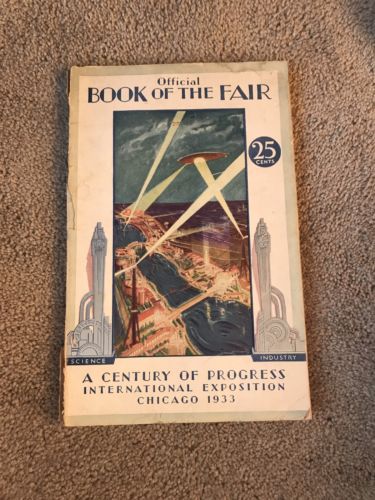 Official
BOOK OF THE FAIR
25
CENTS
SCIENCE
INDUSTRY
A CENTURY OF PROGRESS
INTERNATIONAL EXPOSITION
CHICAGO 1933